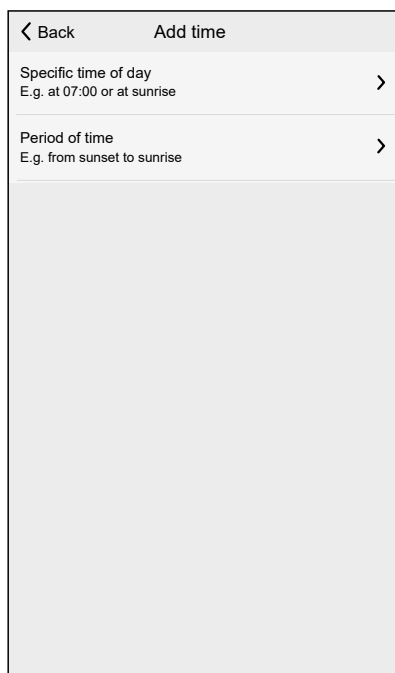 Back Add time
Specific time of day
E.g. at 07:00 or at sunrise
Period of time
E.g. from sunset to sunrise